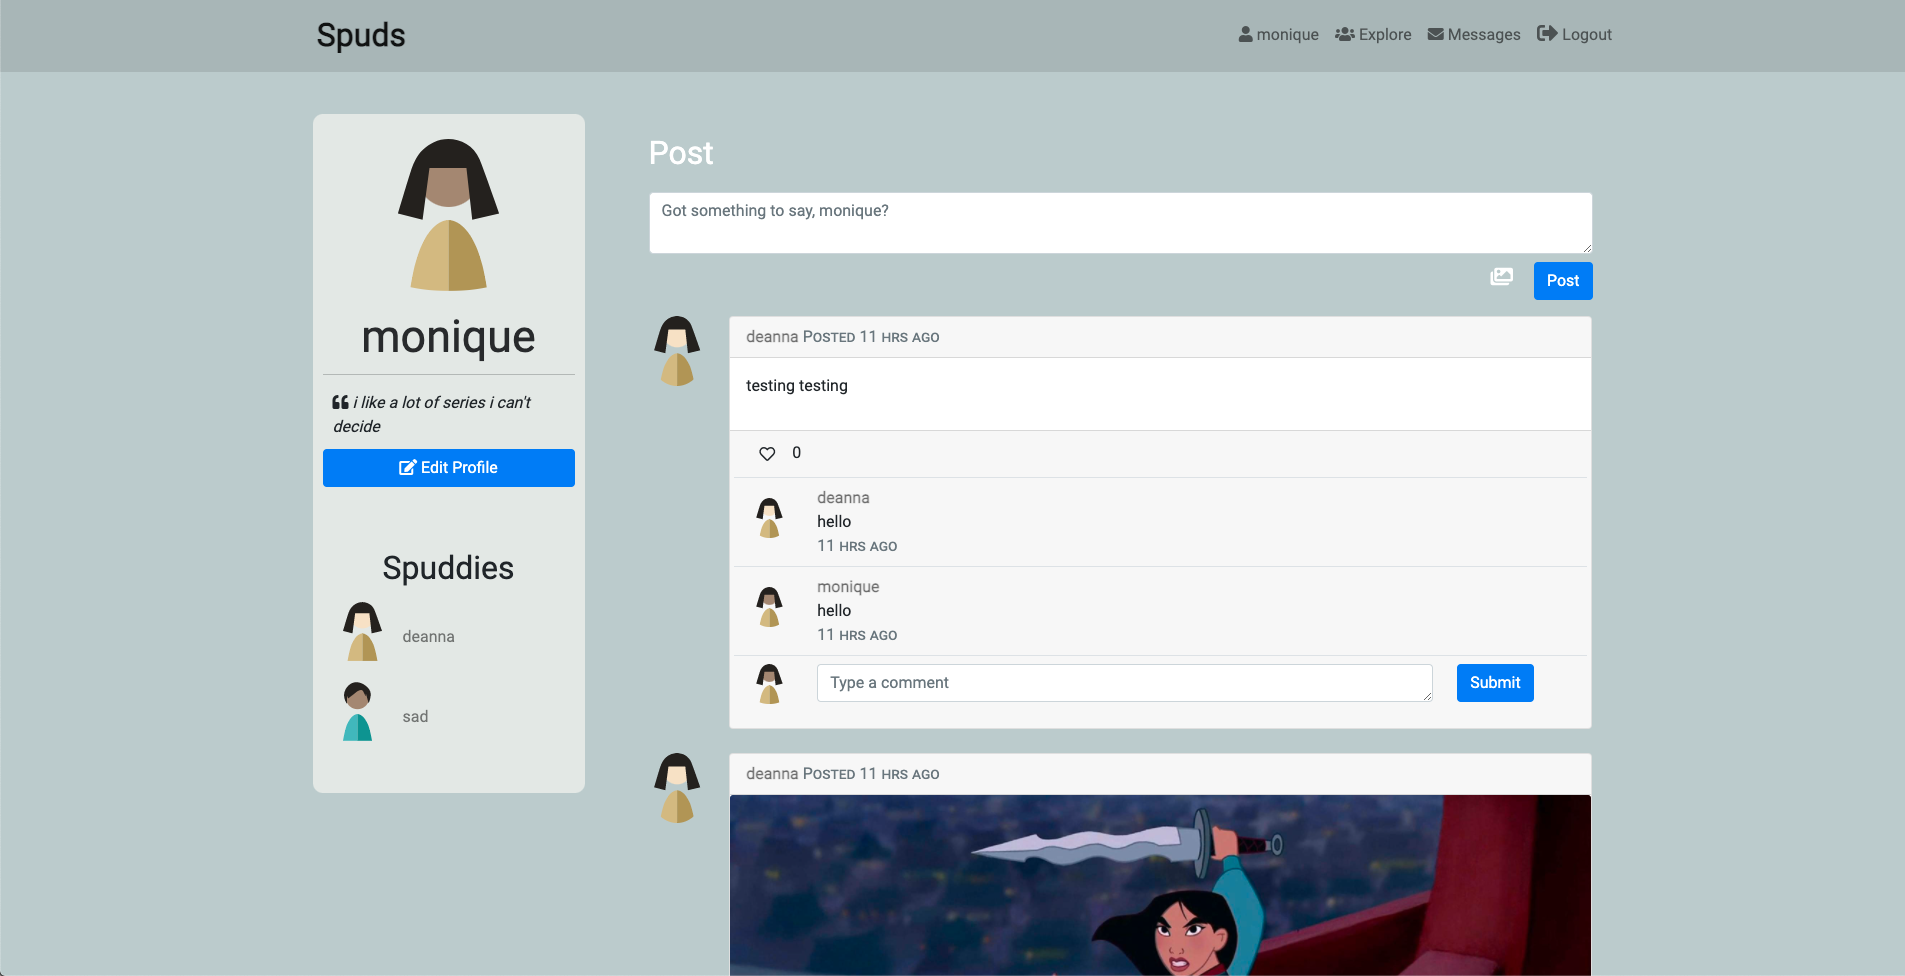 Spuds
monique Explore Messages Logout
monique
i like a lot of series i can't
decide
Edit Profile
Spuddies
deanna
sad
Post
Got something to say, monique?
Post
deanna POSTED 11 HRS AGO
testing testing
0
deanna
hello
11 HRS AGO
monique
hello
11 HRS AGO
Type a comment
Submit
deanna POSTED 11 HRS AGO